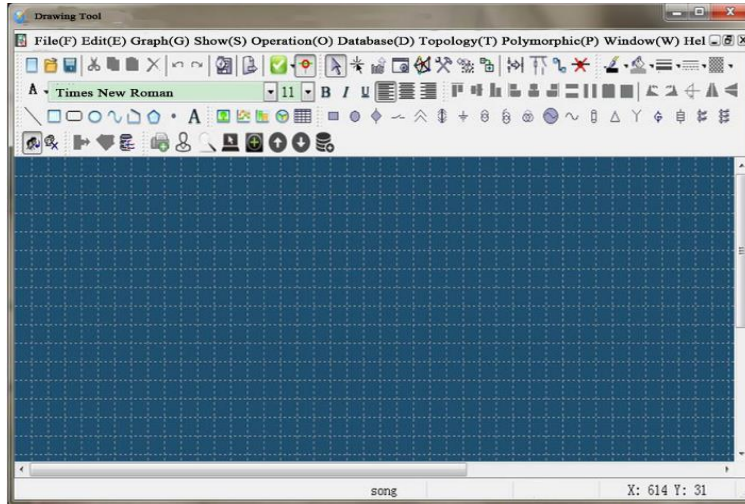 Drawing Tool
File(F) Edit(E) Graph(G) Show(S) Operation(O) Database(D) Topology(T) Polymorphic(P) Window(W) Hel
A Times New Roman 11 B I U
A
song X: 614 Y: 31